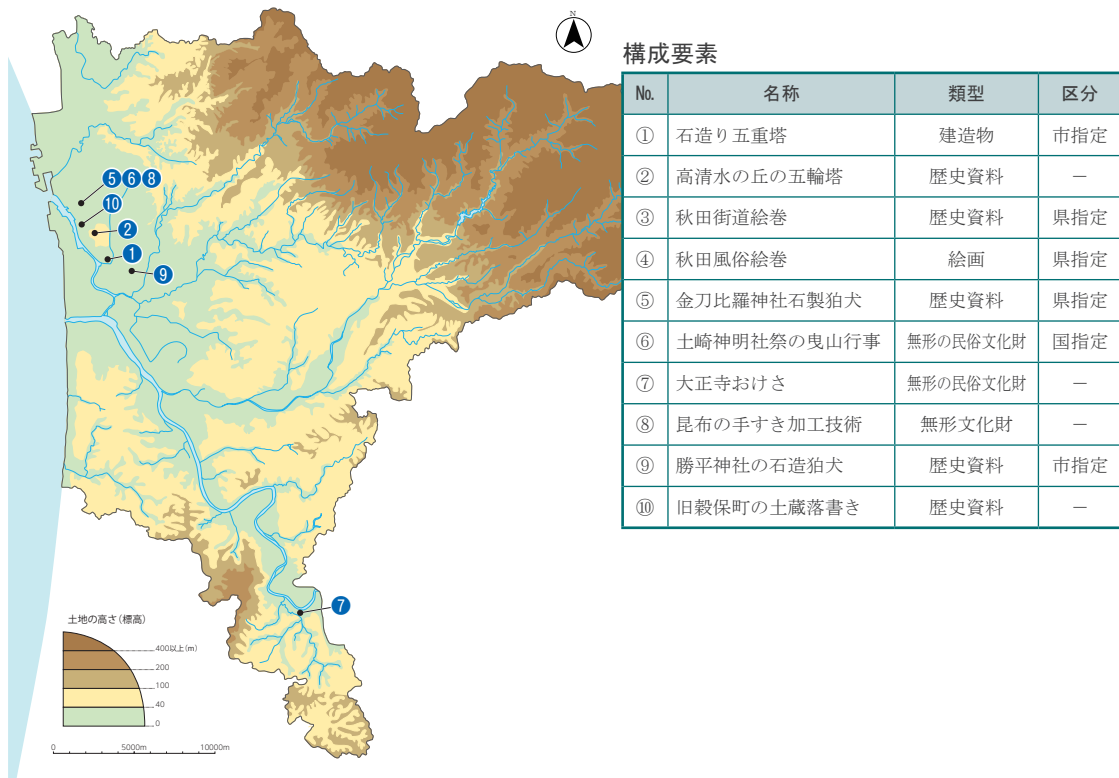 N
構成要素
No. 名称 類型 区分
① 石造り五重塔 建造物 市指定
② 高清水の丘の五輪塔 歴史資料 －
③ 秋田街道絵巻 歴史資料 県指定
④ 秋田風俗絵巻 絵画 県指定
⑤ 金刀比羅神社石製狛犬 歴史資料 県指定
⑥ 土崎神明社祭の曳山行事 無形の民俗文化財 国指定
⑦ 大正寺おけさ 無形の民俗文化財 －
⑧ 昆布の手すき加工技術 無形文化財 －
⑨ 勝平神社の石造狛犬 歴史資料 市指定
⑩ 旧穀保町の土蔵落書き 歴史資料 －
5 6 8
10
2
1
9
7
土地の高さ（標高）
400以上（m）
200
100
40
0
0 5000m 10000m